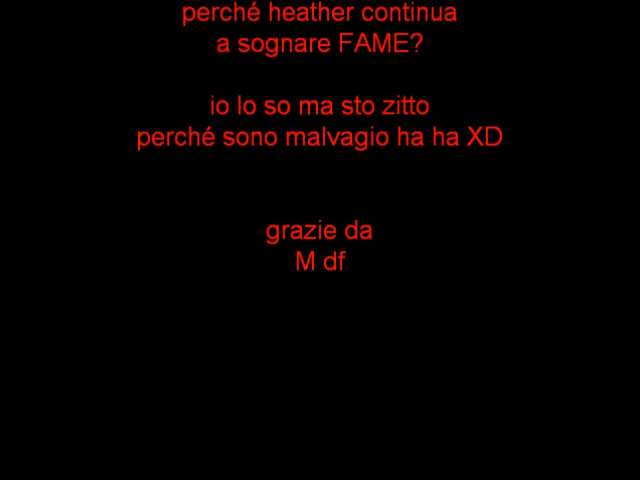 perché heather continua
a sognare FAME?
io lo so ma sto zitto
perché sono malvagio ha ha XD
grazie da
M df